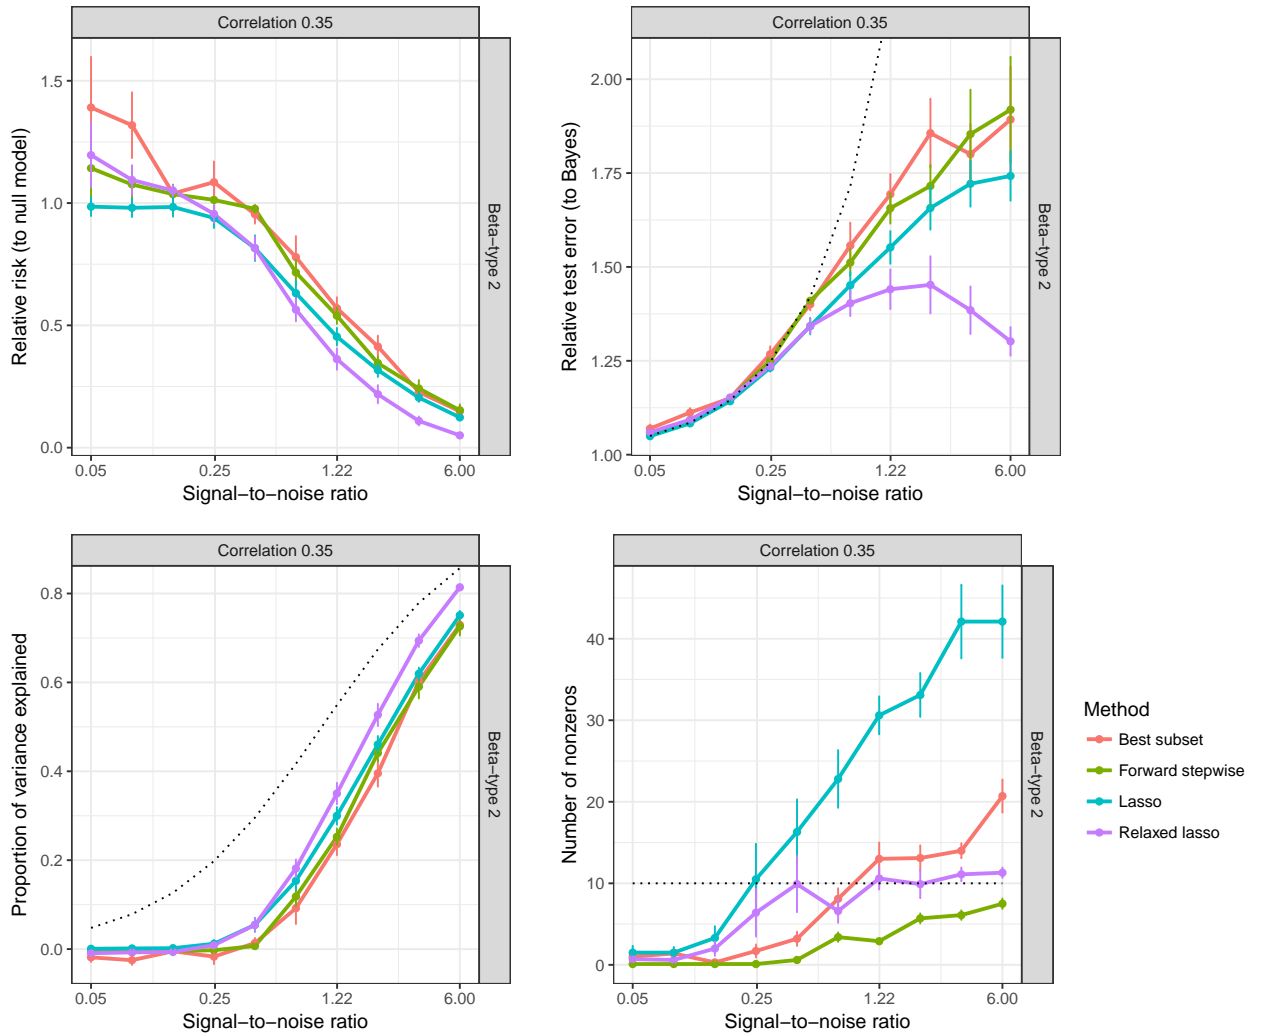 Correlation 0.35
Relative risk (to null model)
1.5
1.0
0.5
0.0
Beta−type 2
0.05 0.25 1.22 6.00
Signal−to−noise ratio
Correlation 0.35
Relative test error (to Bayes)
2.00
1.75
1.50
1.25
1.00
Beta−type 2
0.05 0.25 1.22 6.00
Signal−to−noise ratio
Correlation 0.35
Proportion of variance explained
0.8
0.6
0.4
0.2
0.0
Beta−type 2
0.05 0.25 1.22 6.00
Signal−to−noise ratio
Correlation 0.35
Number of nonzeros
40
30
20
10
0
Beta−type 2
0.05 0.25 1.22 6.00
Signal−to−noise ratio
Method
Best subset
Forward stepwise
Lasso
Relaxed lasso